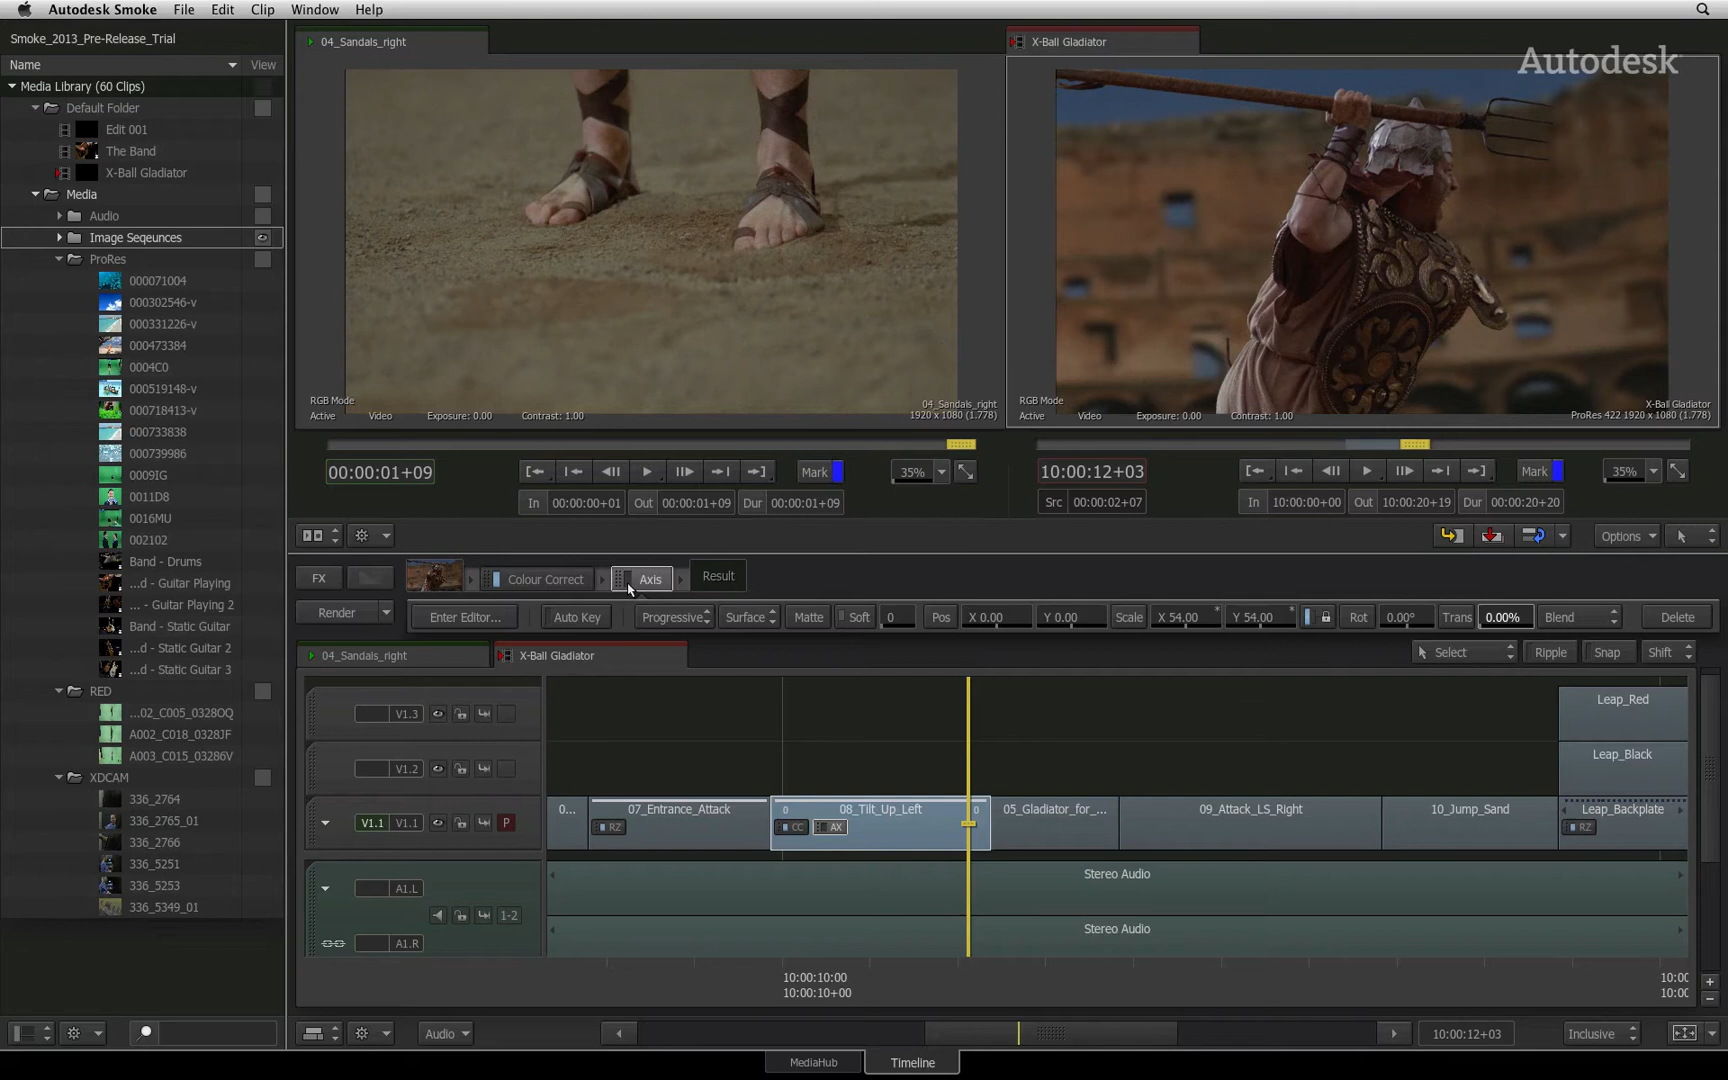 Autodesk Smoke File Edit Clip Window Help
Smoke_2013_Pre-Release_Trial
Name View
Media Library (60 Clips)
Default Folder
Edit 001
The Band
X-Ball Gladiator
Media
Audio
Image Seqeunces
ProRes
000071004
000302546-v
000331226-v
000473384
0004C0
000519148-v
000718413-v
000733838
000739986
0009IG
0011D8
0016MU
002102
Band - Drums
...d - Guitar Playing
... - Guitar Playing 2
Band - Static Guitar
...d - Static Guitar 2
...d - Static Guitar 3
RED
...02_C005_0328OQ
A002_C018_0328JF
A003_C015_03286V
XDCAM
336_2764
336_2765_01
336_2766
336_5251
336_5253
336_5349_01
04_Sandals_right
RGB Mode
Active Video Exposure: 0.00 Contrast: 1.00
04_Sandals_right
1920 x 1080 (1.778)
X-Ball Gladiator
Autodesk
RGB Mode
Active Video Exposure: 0.00 Contrast: 1.00
X-Ball Gladiator
ProRes 422 1920 x 1080 (1.778)
00:00:01+09 Mark 35%
In 00:00:00+01 Out 00:00:01+09 Dur 00:00:01+09
10:00:12+03 Mark 35%
Src 00:00:02+07 In 10:00:00+00 Out 10:00:20+19 Dur 00:00:20+20
Options
FX Colour Correct Axis Result
Render Enter Editor... Auto Key Progressive Surface Matte Soft 0 Pos X 0.00 Y 0.00 Scale X 54.00 * Y 54.00 * Rot 0.00° Trans 0.00% Blend Delete
04_Sandals_right X-Ball Gladiator Select Ripple Snap Shift
V1.3 Leap_Red
V1.2 Leap_Black
V1.1 V1.1 P 0... 07_Entrance_Attack 0 08_Tilt_Up_Left 0 05_Gladiator_for_... 09_Attack_LS_Right 10_Jump_Sand Leap_Backplate
RZ CC AX RZ
A1.L Stereo Audio
1-2
A1.R Stereo Audio
10:00:10:00 10:00
10:00:10+00 10:00
Audio 10:00:12+03 Inclusive
MediaHub Timeline